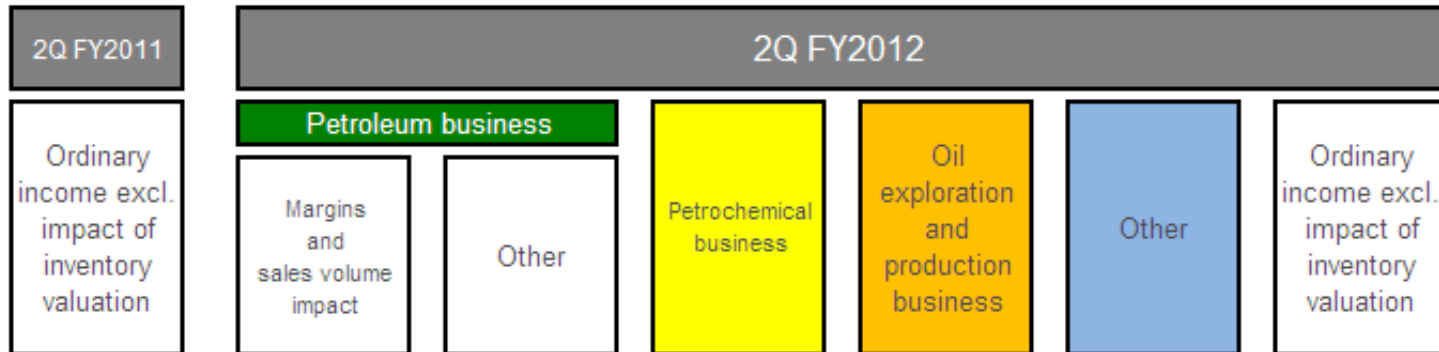 2Q FY2011
2Q FY2012
Ordinary
income excl.
impact of
inventory
valuation
Petroleum business
Margins
and
sales volume
impact
Other
Petrochemical
business
Oil
exploration
and
production
business
Other
Ordinary
income excl.
impact of
inventory
valuation